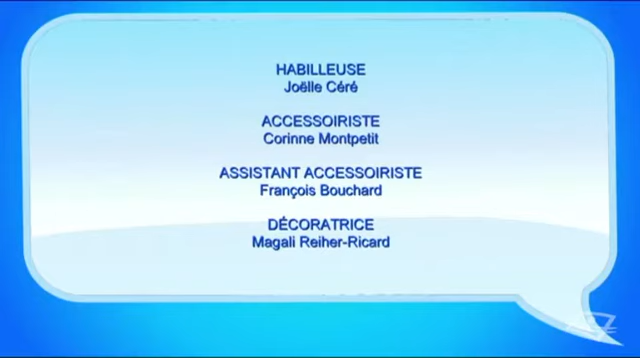 HABILLEUSE
Joëlle Céré
ACCESSOIRISTE
Corinne Montpetit
ASSISTANT ACCESSOIRISTE
François Bouchard
DÉCORATRICE
Magali Reiher-Ricard